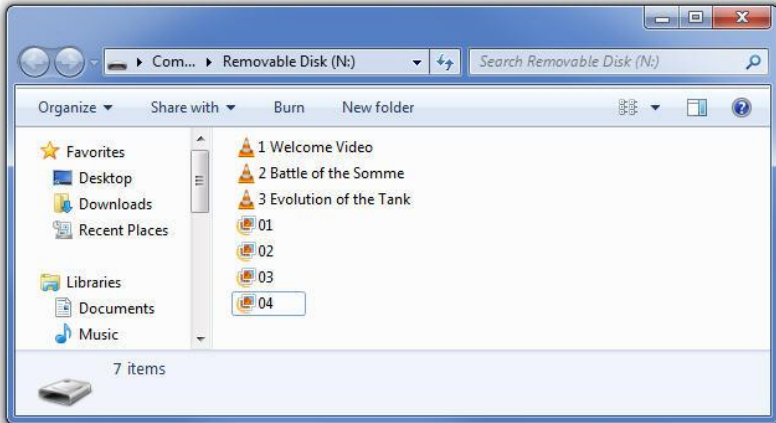 Com... Removable Disk (N:)
Search Removable Disk (N:)
Organize Share with Burn New folder
Favorites
Desktop
Downloads
Recent Places
Libraries
Documents
Music
1 Welcome Video
2 Battle of the Somme
3 Evolution of the Tank
01
02
03
04
7 items